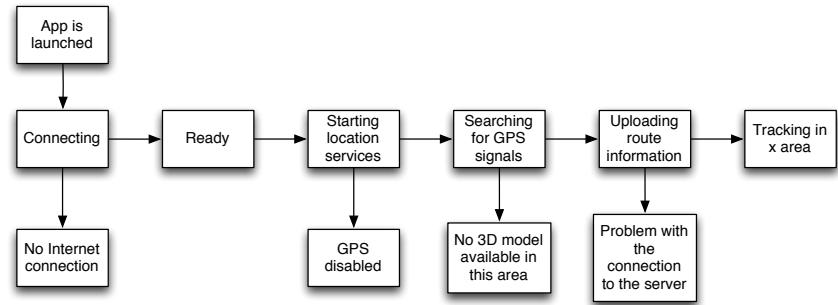 App is
launched
Connecting
Ready
Starting
location
services
Searching
for GPS
signals
Uploading
route
information
Tracking in
x area
No Internet
connection
GPS
disabled
No 3D model
available in
this area
Problem with
the
connection
to the server